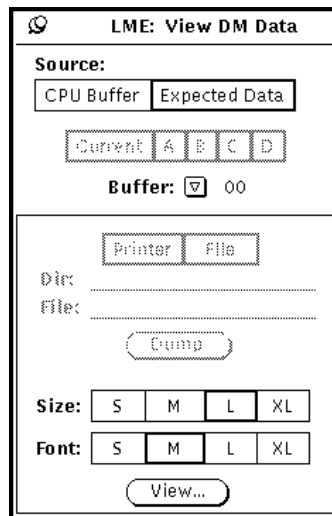 LME: View DM Data
Source:
CPU Buffer Expected Data
Current A B C D
Buffer: 00
Printer File
Dir:
File:
Dump
Size: S M L XL
Font: S M L XL
View...